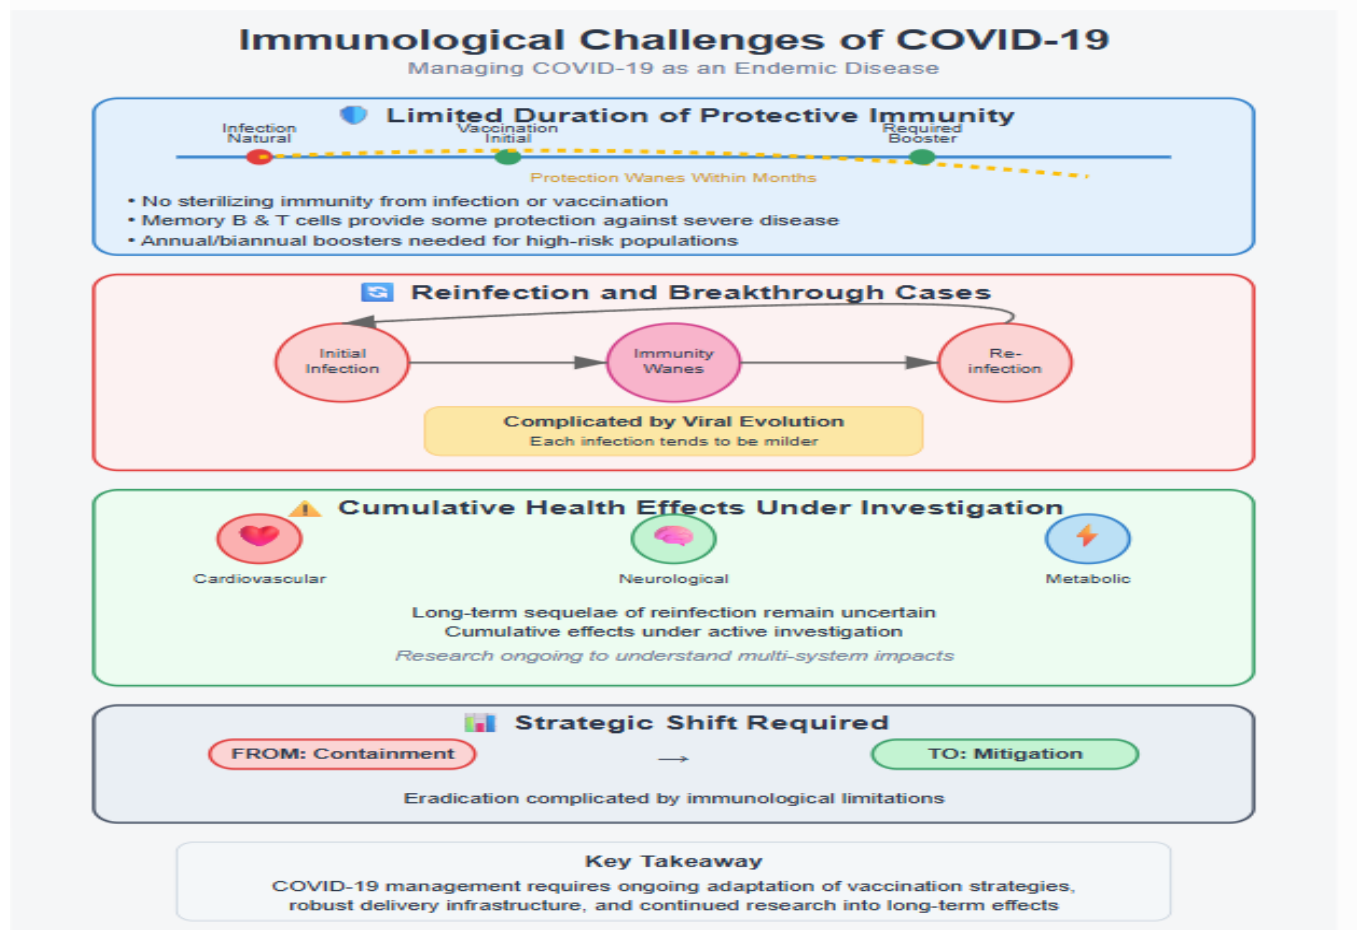 Immunological Challenges of COVID-19
Managing COVID-19 as an Endemic Disease
Limited Duration of Protective Immunity
Infection
Natural
Vaccination
Initial
Required
Booster
Protection Wanes Within Months
• No sterilizing immunity from infection or vaccination
• Memory B & T cells provide some protection against severe disease
• Annual/biannual boosters needed for high-risk populations
Reinfection and Breakthrough Cases
Initial
Infection
Immunity
Wanes
Re-
infection
Complicated by Viral Evolution
Each infection tends to be milder
Cumulative Health Effects Under Investigation
Cardiovascular
Neurological
Metabolic
Long-term sequelae of reinfection remain uncertain
Cumulative effects under active investigation
Research ongoing to understand multi-system impacts
Strategic Shift Required
FROM: Containment
→
TO: Mitigation
Eradication complicated by immunological limitations
Key Takeaway
COVID-19 management requires ongoing adaptation of vaccination strategies,
robust delivery infrastructure, and continued research into long-term effects